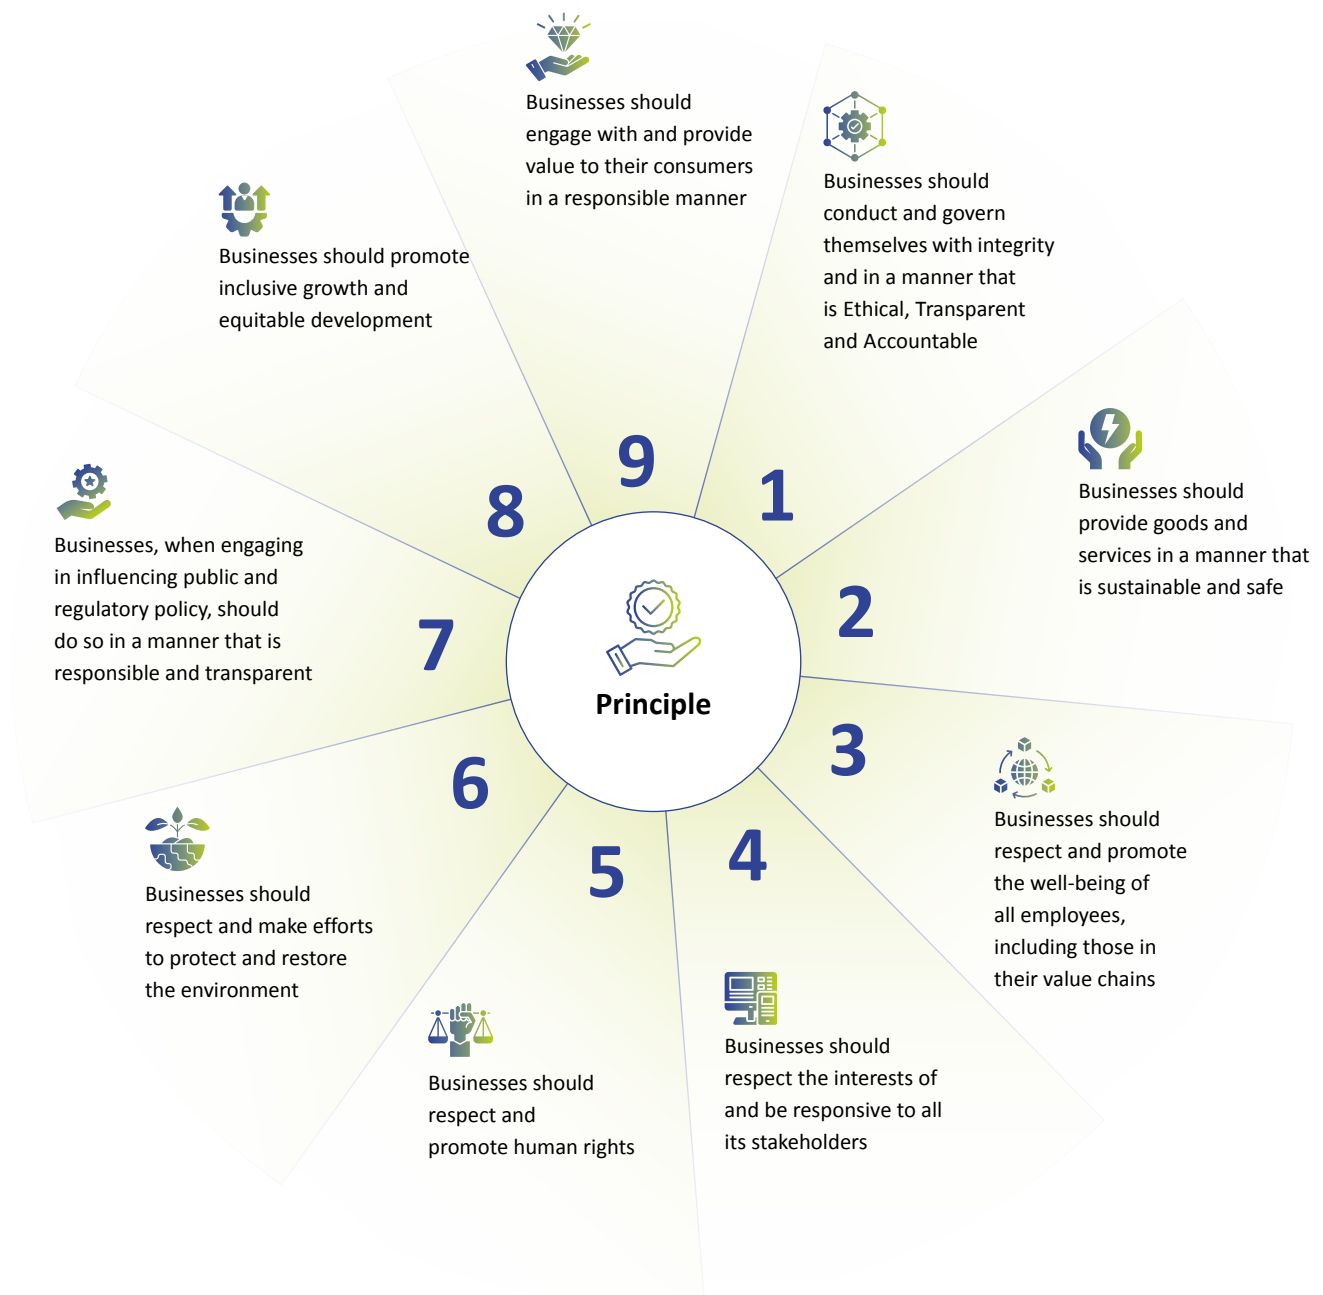 Principle
1
Businesses should
conduct and govern
themselves with integrity
and in a manner that
is Ethical, Transparent
and Accountable
2
Businesses should
provide goods and
services in a manner that
is sustainable and safe
3
Businesses should
respect and promote
the well-being of
all employees,
including those in
their value chains
4
Businesses should
respect the interests of
and be responsive to all
its stakeholders
5
Businesses should
respect and
promote human rights
6
Businesses should
respect and make efforts
to protect and restore
the environment
7
Businesses, when engaging
in influencing public and
regulatory policy, should
do so in a manner that is
responsible and transparent
8
Businesses should promote
inclusive growth and
equitable development
9
Businesses should
engage with and provide
value to their consumers
in a responsible manner